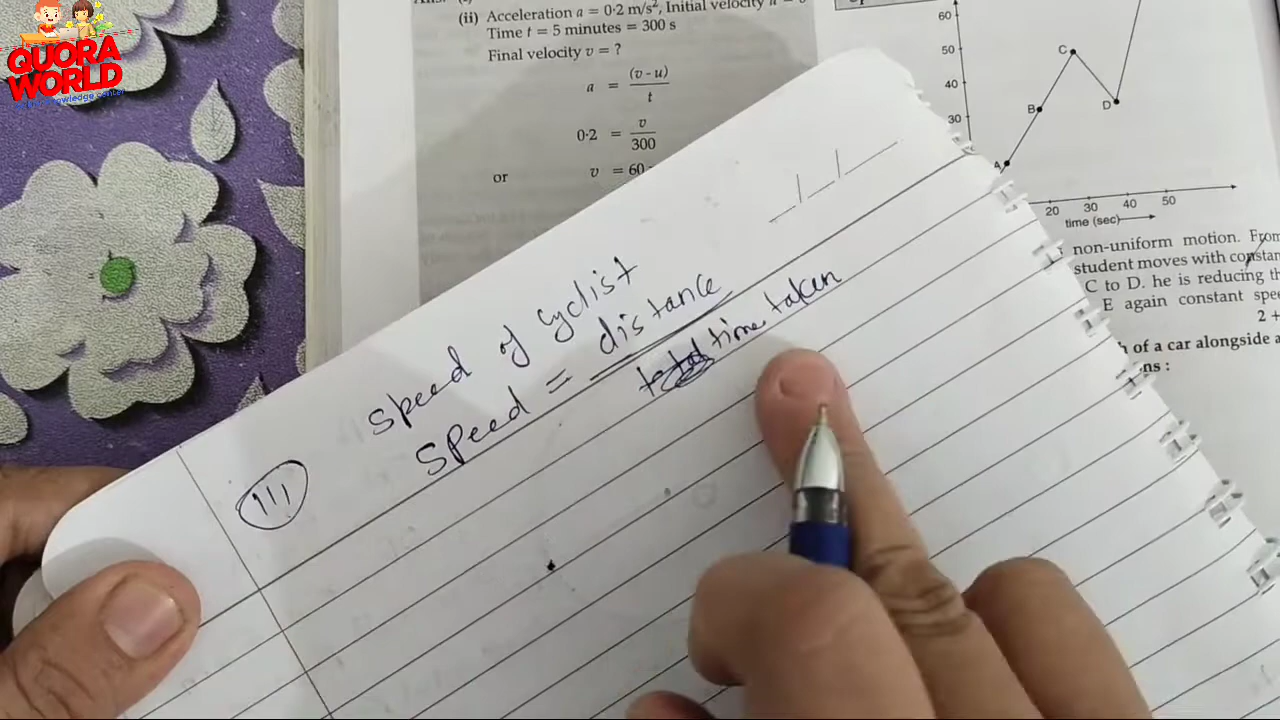 QUORA
WORLD
(ii) Acceleration a = 0·2 m/s², Initial velocity
Time t = 5 minutes = 300 s
Final velocity v = ?
a = (v - u) / t
0·2 = v / 300
or v = 60
60
50
40
30
A
B
C
D
20 30 40 50
time (sec)
non-uniform motion. From
student moves with constan
C to D. he is reducing th
E again constant spe
2 +
h of a car alongside a
ns :
speed of cyclist
(iii) speed = distance / total time taken